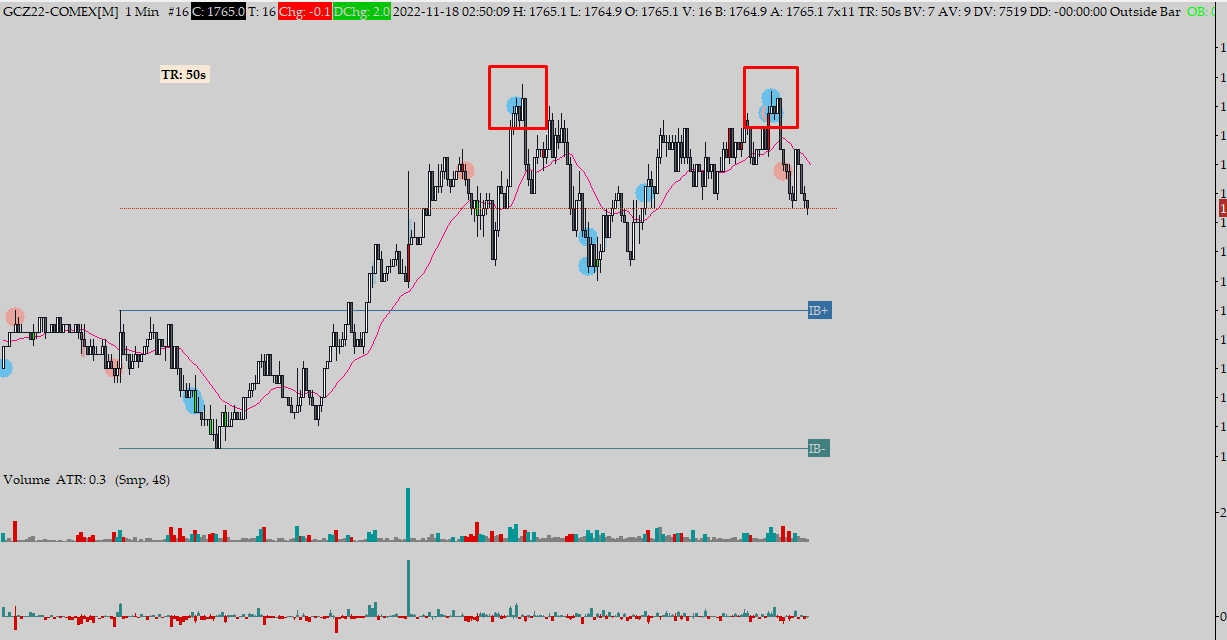 GCZ22-COMEX[M] 1 Min #16 C: 1765.0 T: 16 Chg: -0.1 DChg: 2.0 2022-11-18 02:50:09 H: 1765.1 L: 1764.9 O: 1765.1 V: 16 B: 1764.9 A: 1765.1 7x11 TR: 50s BV: 7 AV: 9 DV: 7519 DD: -00:00:00 Outside Bar OB:
TR: 50s
IB+
IB-
Volume ATR: 0.3 (Smp, 48)